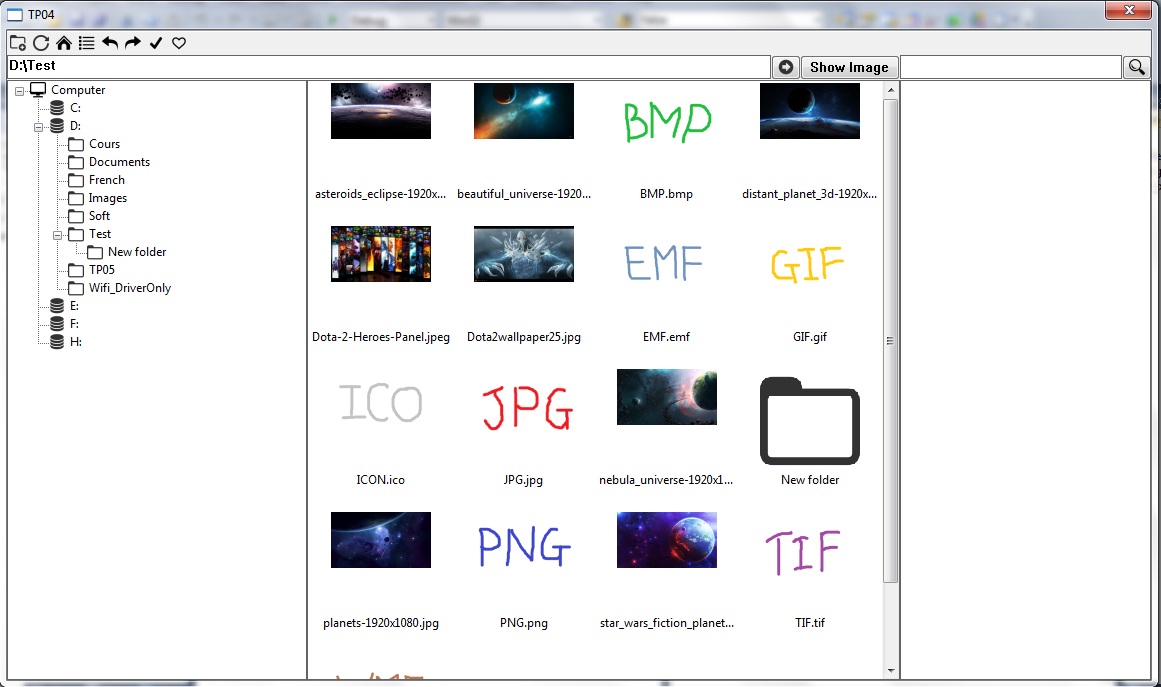 TP04
D:\Test
Show Image
Computer
C:
D:
Cours
Documents
French
Images
Soft
Test
New folder
TP05
Wifi_DriverOnly
E:
F:
H:
BMP
asteroids_eclipse-1920x...
beautiful_universe-1920...
BMP.bmp
distant_planet_3d-1920x...
EMF
GIF
Dota-2-Heroes-Panel.jpeg
Dota2wallpaper25.jpg
EMF.emf
GIF.gif
ICO
JPG
ICON.ico
JPG.jpg
nebula_universe-1920x1...
New folder
PNG
TIF
planets-1920x1080.jpg
PNG.png
star_wars_fiction_planet...
TIF.tif